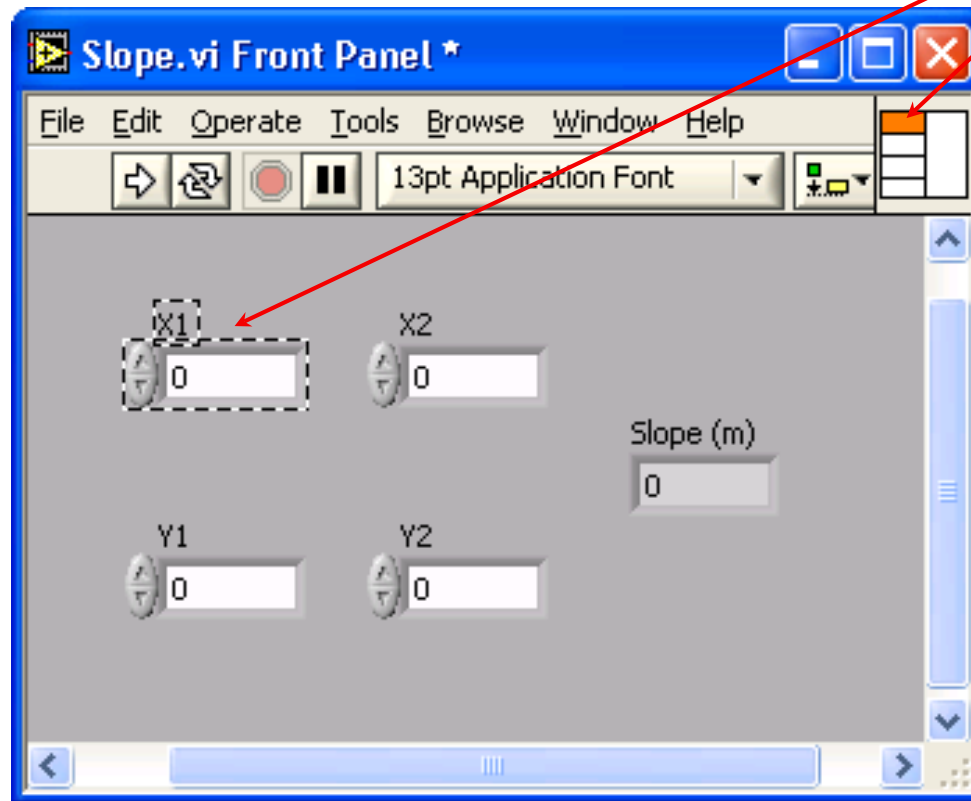 Slope.vi Front Panel *
File Edit Operate Tools Browse Window Help
13pt Application Font
X1 X2
0 0
Slope (m)
0
Y1 Y2
0 0